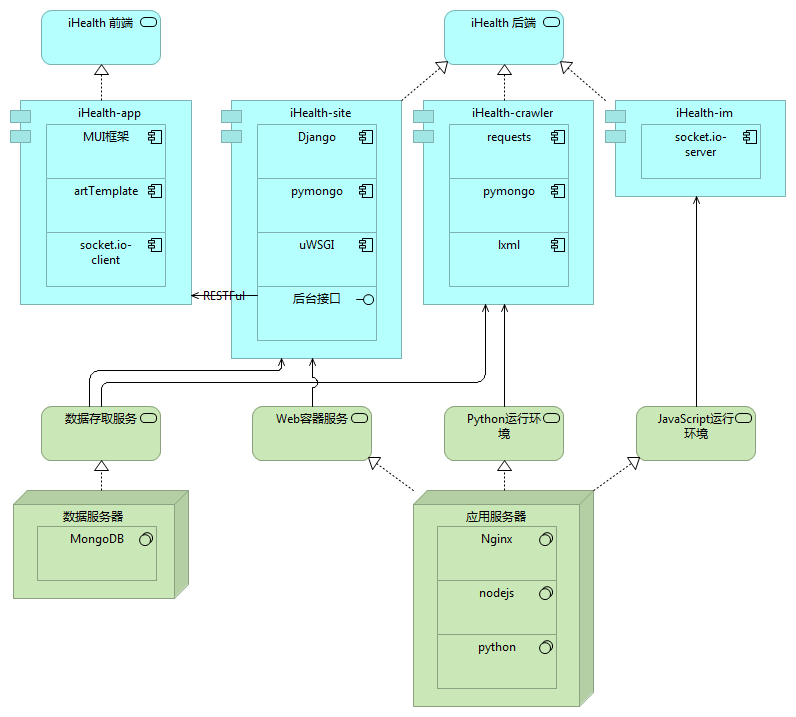 iHealth 前端
iHealth 后端
iHealth-app
MUI框架
artTemplate
socket.io-
client
iHealth-site
Django
pymongo
uWSGI
后台接口
RESTFul
iHealth-crawler
requests
pymongo
lxml
iHealth-im
socket.io-
server
数据存取服务
Web容器服务
Python运行环
境
JavaScript运行
环境
数据服务器
MongoDB
应用服务器
Nginx
nodejs
python